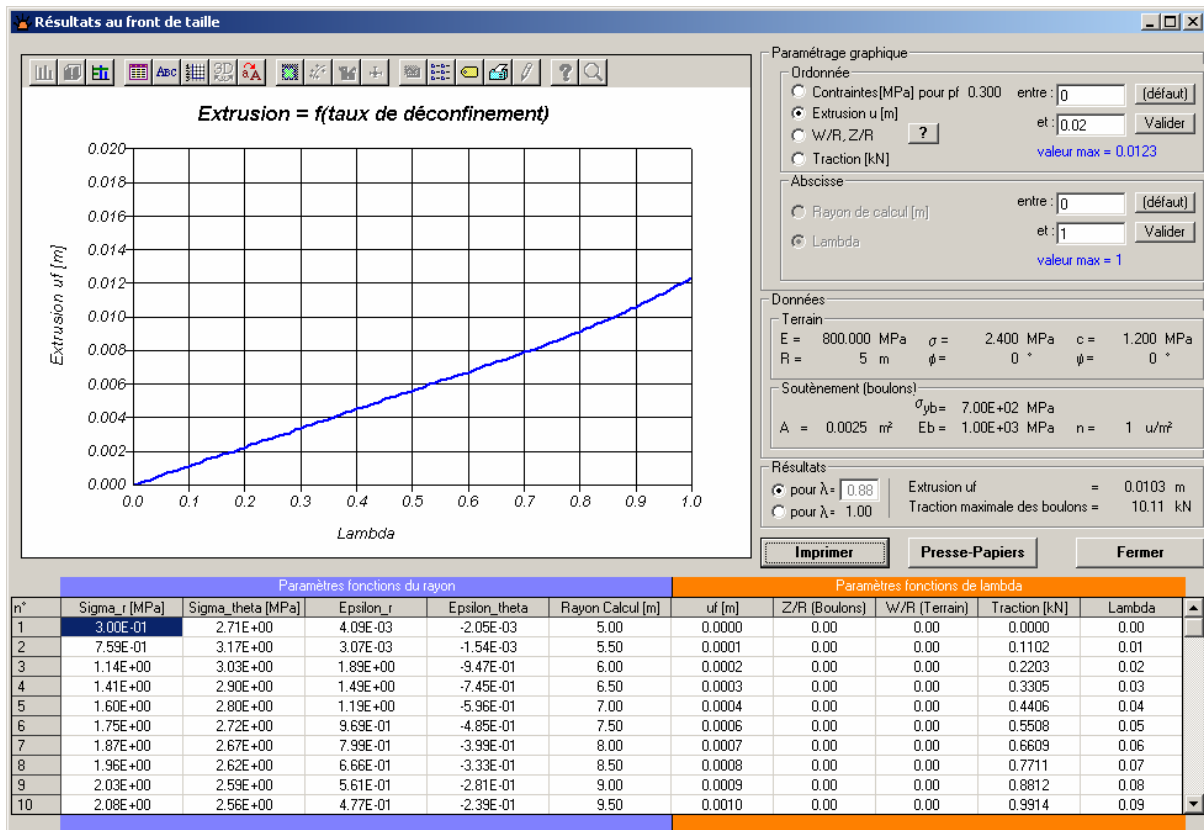 Résultats au front de taille
ABC
3D
aA
?
Extrusion = f(taux de déconfinement)
Extrusion uf [m]
0.020
0.018
0.016
0.014
0.012
0.010
0.008
0.006
0.004
0.002
0.000
0.0 0.1 0.2 0.3 0.4 0.5 0.6 0.7 0.8 0.9 1.0
Lambda
Paramétrage graphique
Ordonnée
Contraintes[MPa] pour pf 0.300 entre : 0 (défaut)
Extrusion u [m] et : 0.02 Valider
W/R, Z/R ? valeur max = 0.0123
Traction [kN]
Abscisse
Rayon de calcul [m] entre : 0 (défaut)
Lambda et : 1 Valider
valeur max = 1
Données
Terrain
E = 800.000 MPa σ = 2.400 MPa c = 1.200 MPa
R = 5 m ϕ = 0 ° ψ = 0 °
Soutènement (boulons)
σyb= 7.00E+02 MPa
A = 0.0025 m² Eb = 1.00E+03 MPa n = 1 u/m²
Résultats
pour λ= 0.88 Extrusion uf = 0.0103 m
pour λ= 1.00 Traction maximale des boulons = 10.11 kN
Imprimer Presse-Papiers Fermer
Paramètres fonctions du rayon Paramètres fonctions de lambda
n° Sigma_r [MPa] Sigma_theta [MPa] Epsilon_r Epsilon_theta Rayon Calcul [m] uf [m] Z/R (Boulons) W/R (Terrain) Traction [kN] Lambda
1 3.00E-01 2.71E+00 4.09E-03 -2.05E-03 5.00 0.0000 0.00 0.00 0.0000 0.00
2 7.59E-01 3.17E+00 3.07E-03 -1.54E-03 5.50 0.0001 0.00 0.00 0.1102 0.01
3 1.14E+00 3.03E+00 1.89E+00 -9.47E-01 6.00 0.0002 0.00 0.00 0.2203 0.02
4 1.41E+00 2.90E+00 1.49E+00 -7.45E-01 6.50 0.0003 0.00 0.00 0.3305 0.03
5 1.60E+00 2.80E+00 1.19E+00 -5.96E-01 7.00 0.0004 0.00 0.00 0.4406 0.04
6 1.75E+00 2.72E+00 9.69E-01 -4.85E-01 7.50 0.0006 0.00 0.00 0.5508 0.05
7 1.87E+00 2.67E+00 7.99E-01 -3.99E-01 8.00 0.0007 0.00 0.00 0.6609 0.06
8 1.96E+00 2.62E+00 6.66E-01 -3.33E-01 8.50 0.0008 0.00 0.00 0.7711 0.07
9 2.03E+00 2.59E+00 5.61E-01 -2.81E-01 9.00 0.0009 0.00 0.00 0.8812 0.08
10 2.08E+00 2.56E+00 4.77E-01 -2.39E-01 9.50 0.0010 0.00 0.00 0.9914 0.09